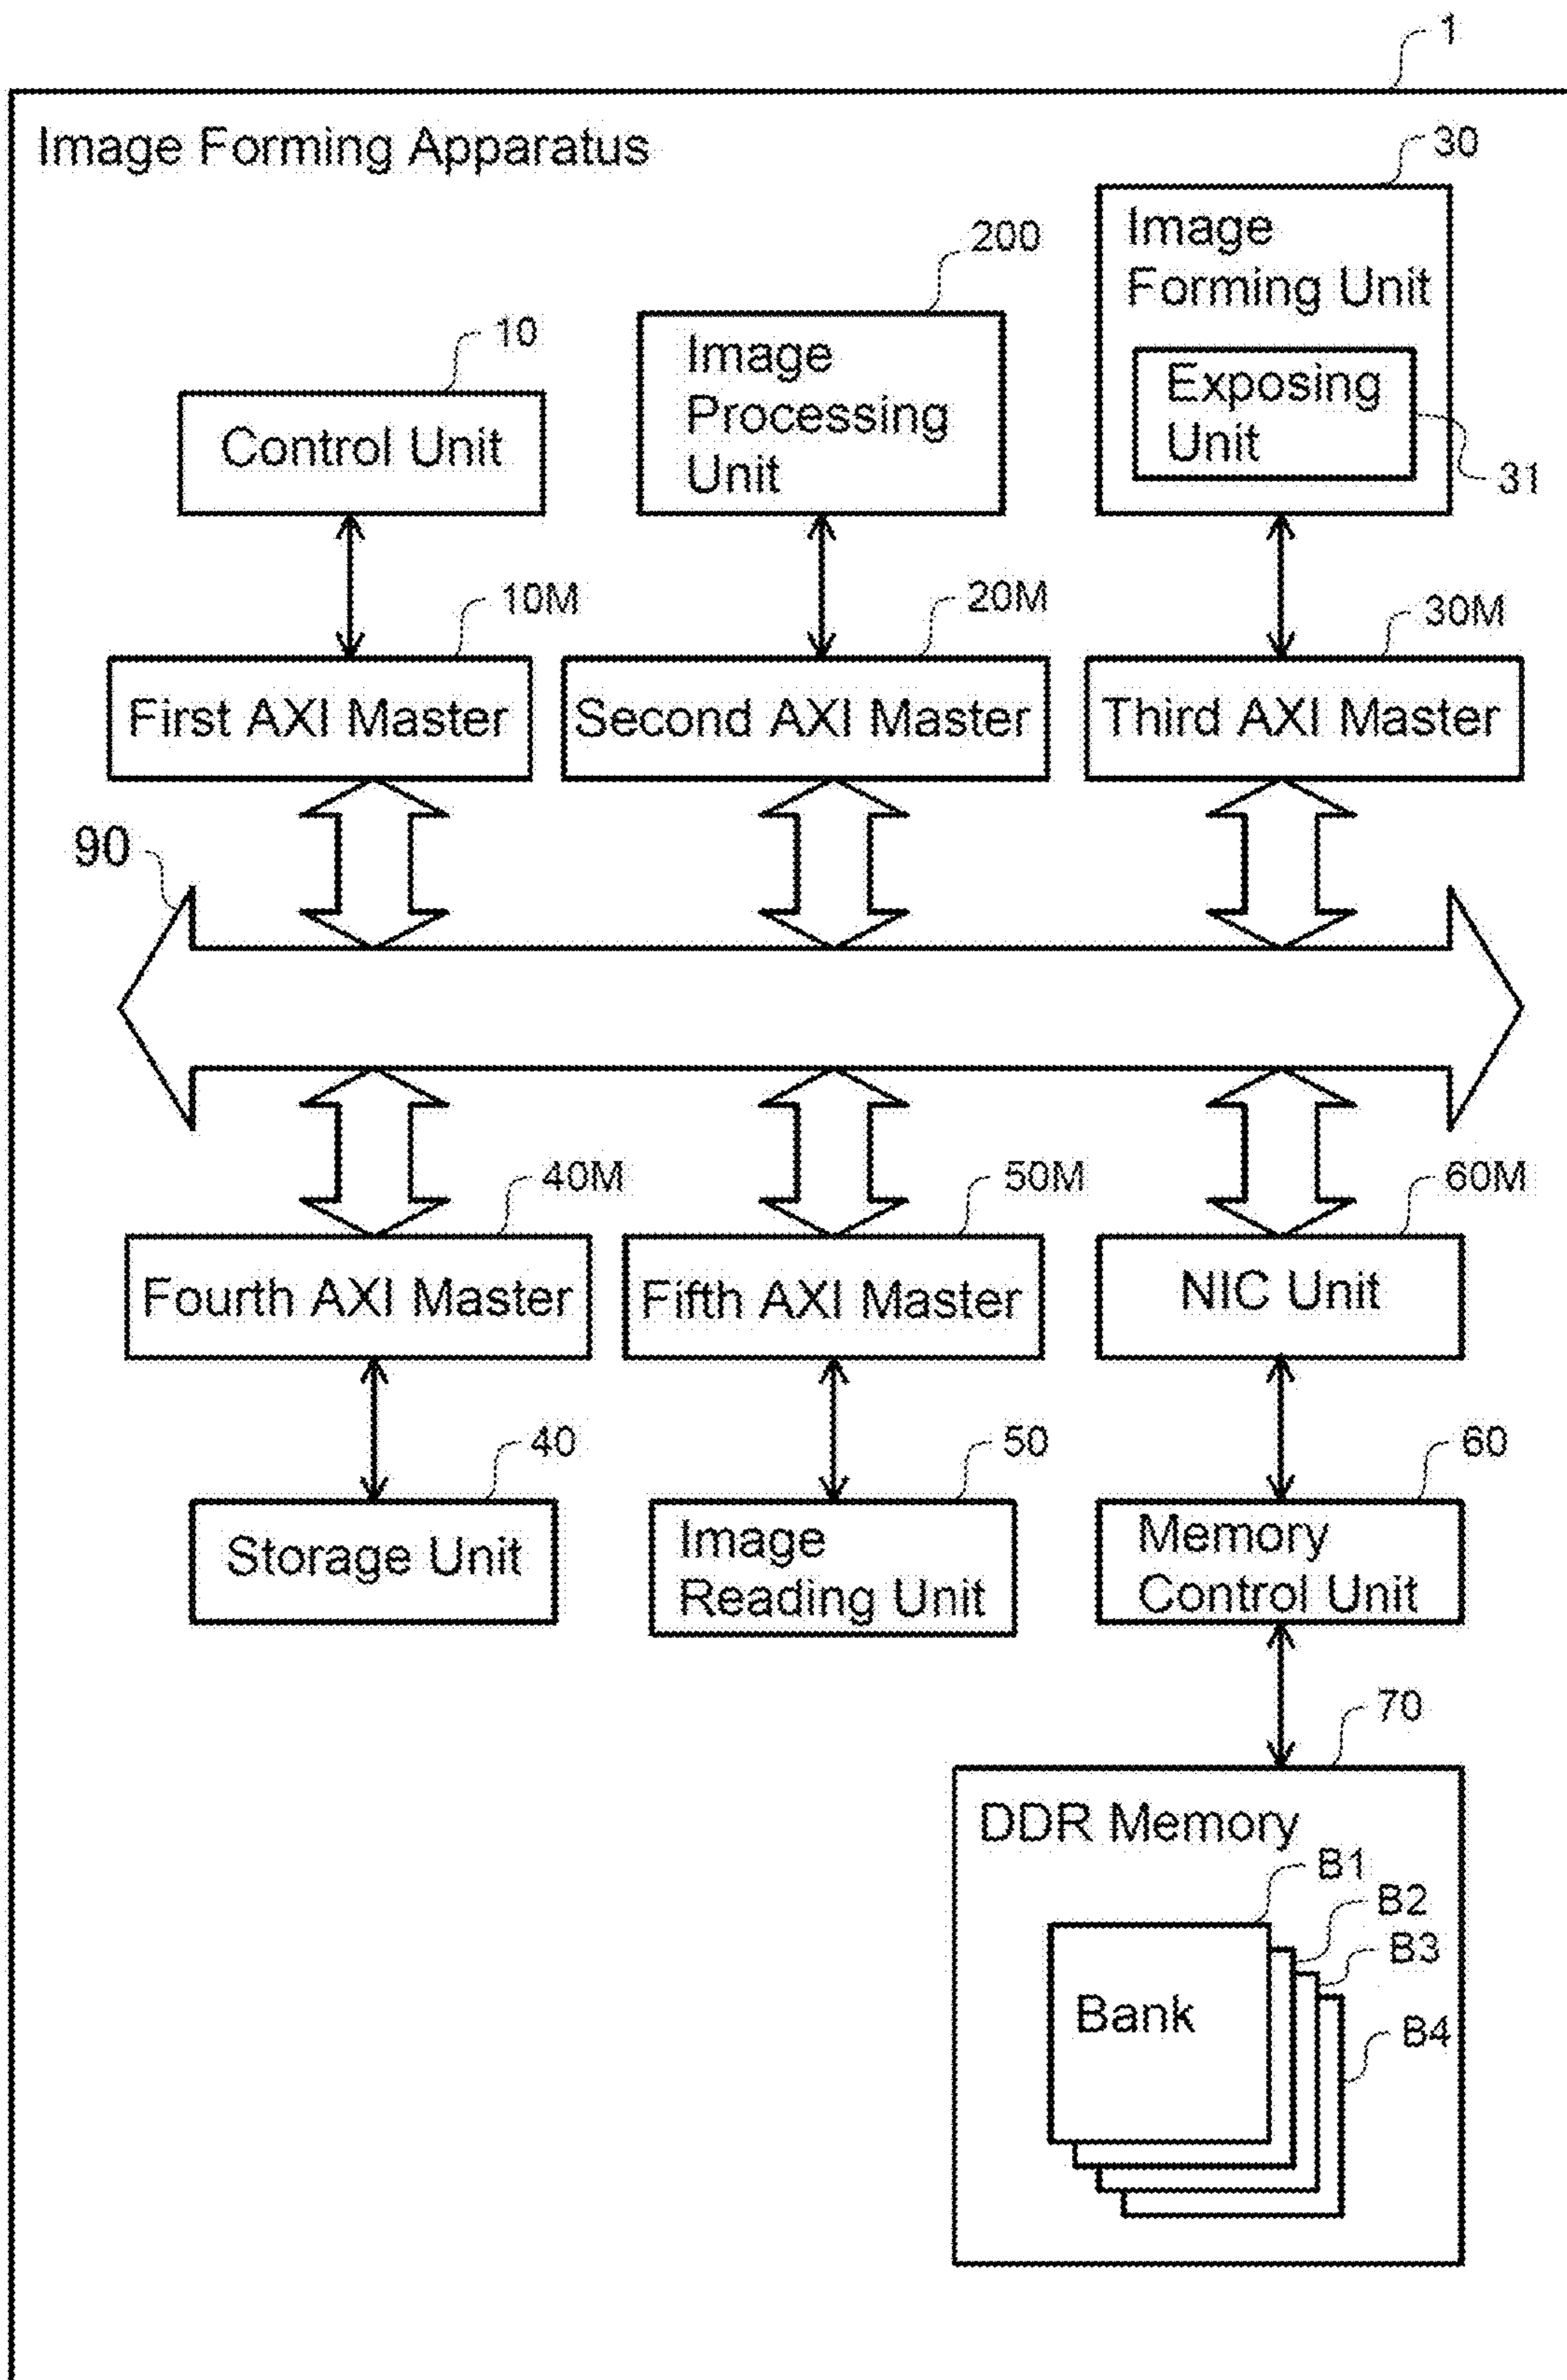 1
Image Forming Apparatus
30
Image
Forming Unit
Exposing
Unit
31
200
Image
Processing
Unit
10
Control Unit
10M
20M
30M
First AXI Master
Second AXI Master
Third AXI Master
90
40M
50M
60M
Fourth AXI Master
Fifth AXI Master
NIC Unit
40
50
60
Storage Unit
Image
Reading Unit
Memory
Control Unit
70
DDR Memory
B1
B2
B3
B4
Bank